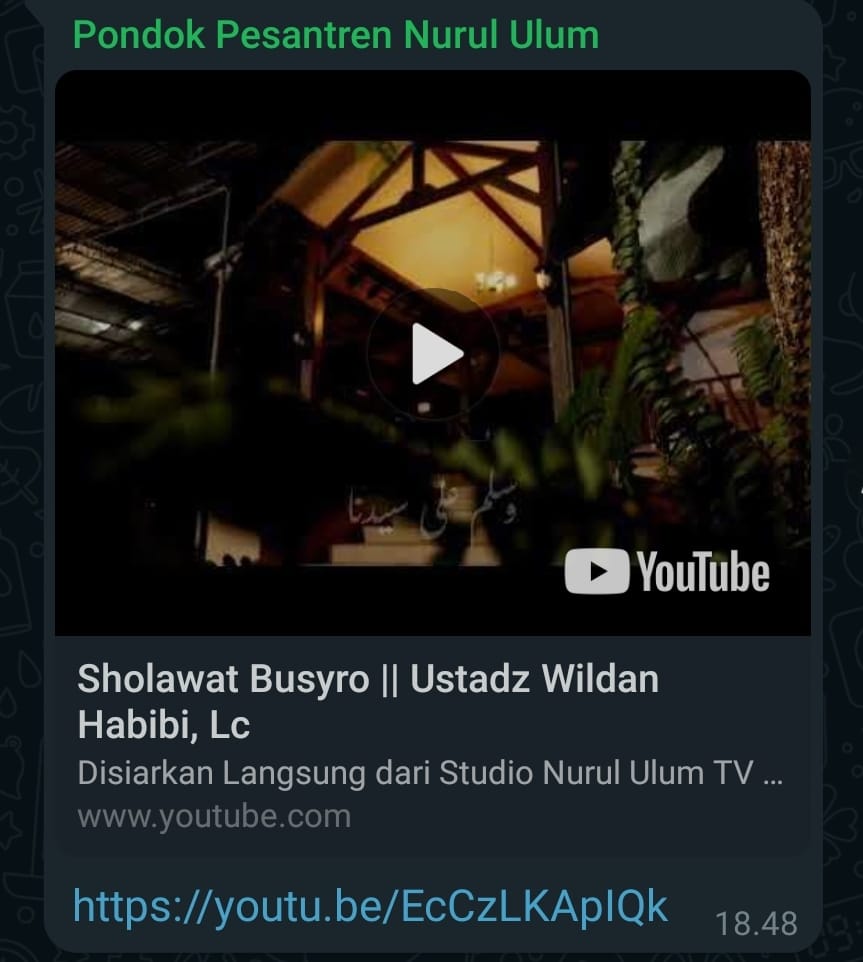 Pondok Pesantren Nurul Ulum
وسلم على سيدنا
YouTube
Sholawat Busyro || Ustadz Wildan
Habibi, Lc
Disiarkan Langsung dari Studio Nurul Ulum TV ...
www.youtube.com
https://youtu.be/EcCzLKApIQk
18.48